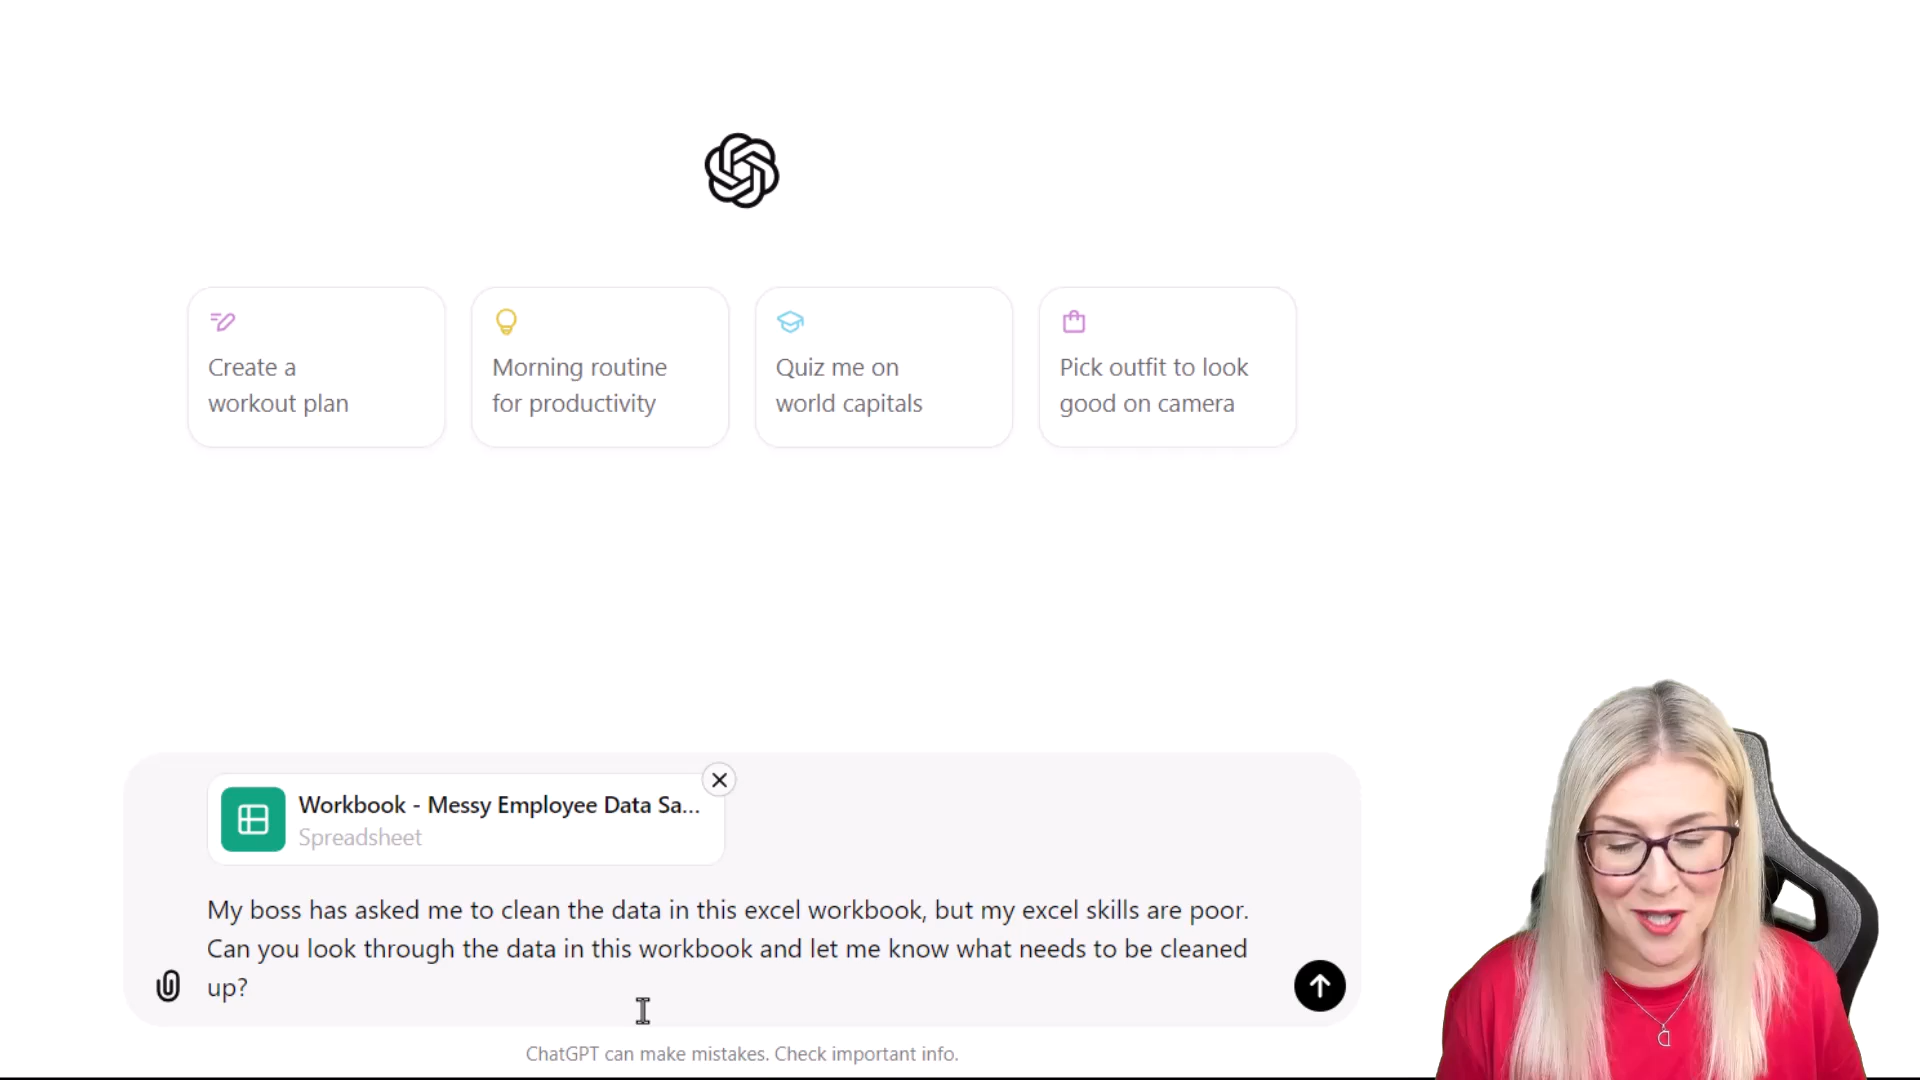 Create a
workout plan
Morning routine
for productivity
Quiz me on
world capitals
Pick outfit to look
good on camera
Workbook - Messy Employee Data Sa...
Spreadsheet
My boss has asked me to clean the data in this excel workbook, but my excel skills are poor.
Can you look through the data in this workbook and let me know what needs to be cleaned
up?
ChatGPT can make mistakes. Check important info.